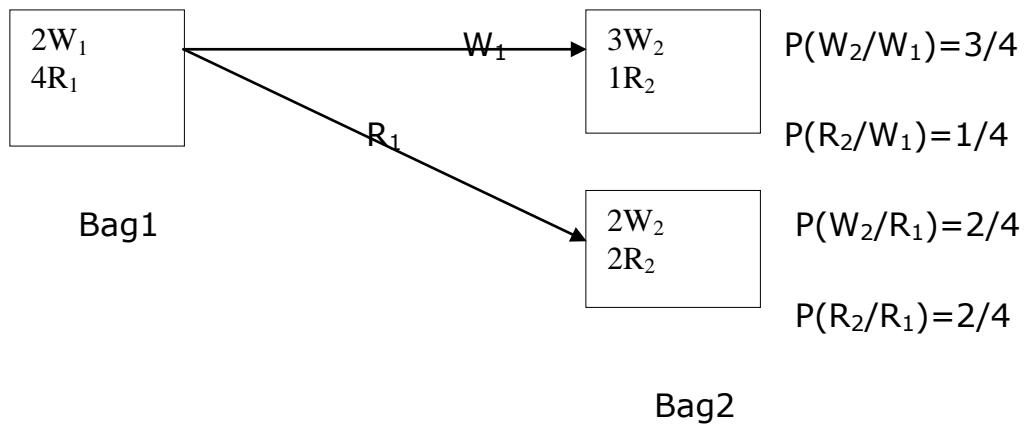 2W₁
4R₁
W₁
3W₂
1R₂
P(W₂/W₁)=3/4
P(R₂/W₁)=1/4
R₁
Bag1
2W₂
2R₂
P(W₂/R₁)=2/4
P(R₂/R₁)=2/4
Bag2